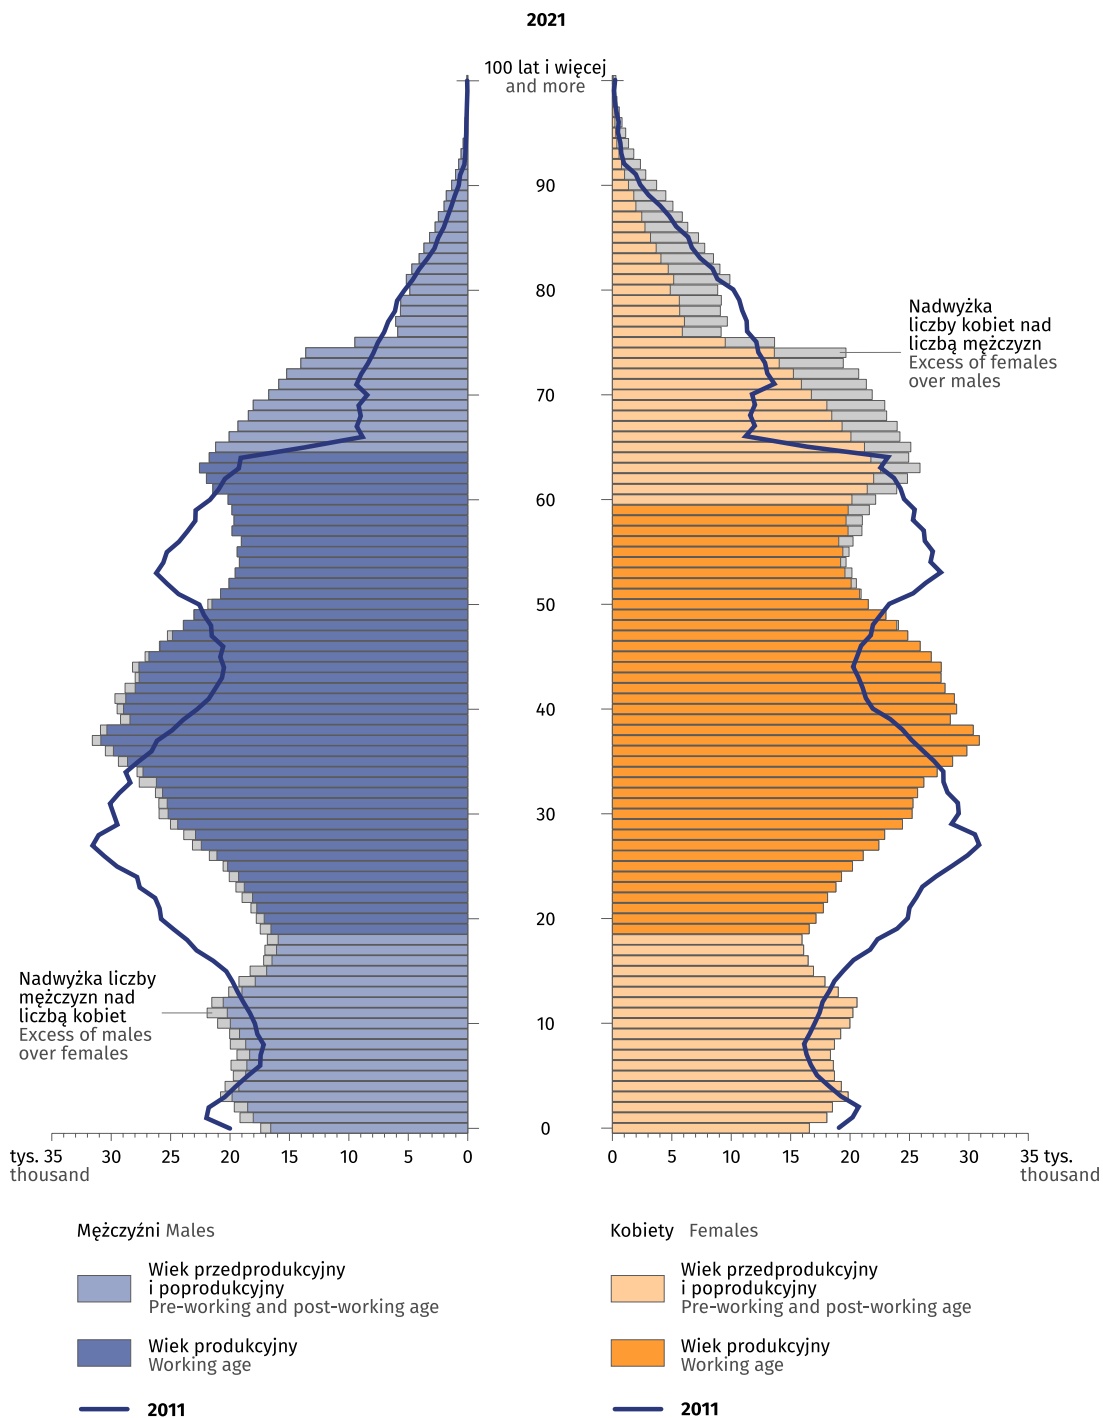 2021
100 lat i więcej
and more
90
80
Nadwyżka
liczby kobiet nad
liczbą mężczyzn
Excess of females
over males
70
60
50
40
30
20
Nadwyżka liczby
mężczyzn nad
liczbą kobiet
Excess of males
over females
10
0
tys. 35 30 25 20 15 10 5 0 0 5 10 15 20 25 30 35 tys.
thousand thousand
Mężczyźni Males Kobiety Females
Wiek przedprodukcyjny
i poprodukcyjny
Pre-working and post-working age
Wiek produkcyjny
Working age
2011
Wiek przedprodukcyjny
i poprodukcyjny
Pre-working and post-working age
Wiek produkcyjny
Working age
2011